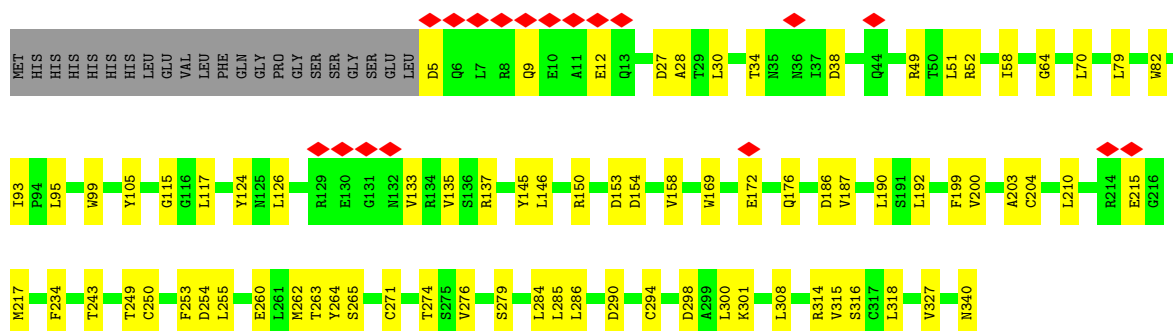 MET HIS HIS HIS HIS HIS HIS LEU GLU VAL LEU PHE GLN GLY PRO GLY SER SER GLY SER GLU LEU D5 Q6 L7 R8 Q9 E10 A11 E12 Q13 D27 A28 T29 L30 T34 N35 N36 I37 D38 Q44 R49 T50 L51 R52 I58 G64 L70 L79 W82
I93 P94 L95 W99 Y105 G115 G116 L117 Y124 N125 L126 R129 E130 G131 N132 V133 R134 V135 S136 R137 Y145 L146 R150 D153 D154 V158 W169 E172 Q176 D186 V187 L190 S191 L192 F199 V200 A203 C204 L210 R214 E215 G216
M217 F234 T243 T249 C250 F253 D254 L255 E260 L261 M262 T263 Y264 S265 C271 T274 S275 V276 S279 L284 L285 L286 D290 C294 D298 A299 L300 K301 L308 R314 V315 S316 C317 L318 V327 N340